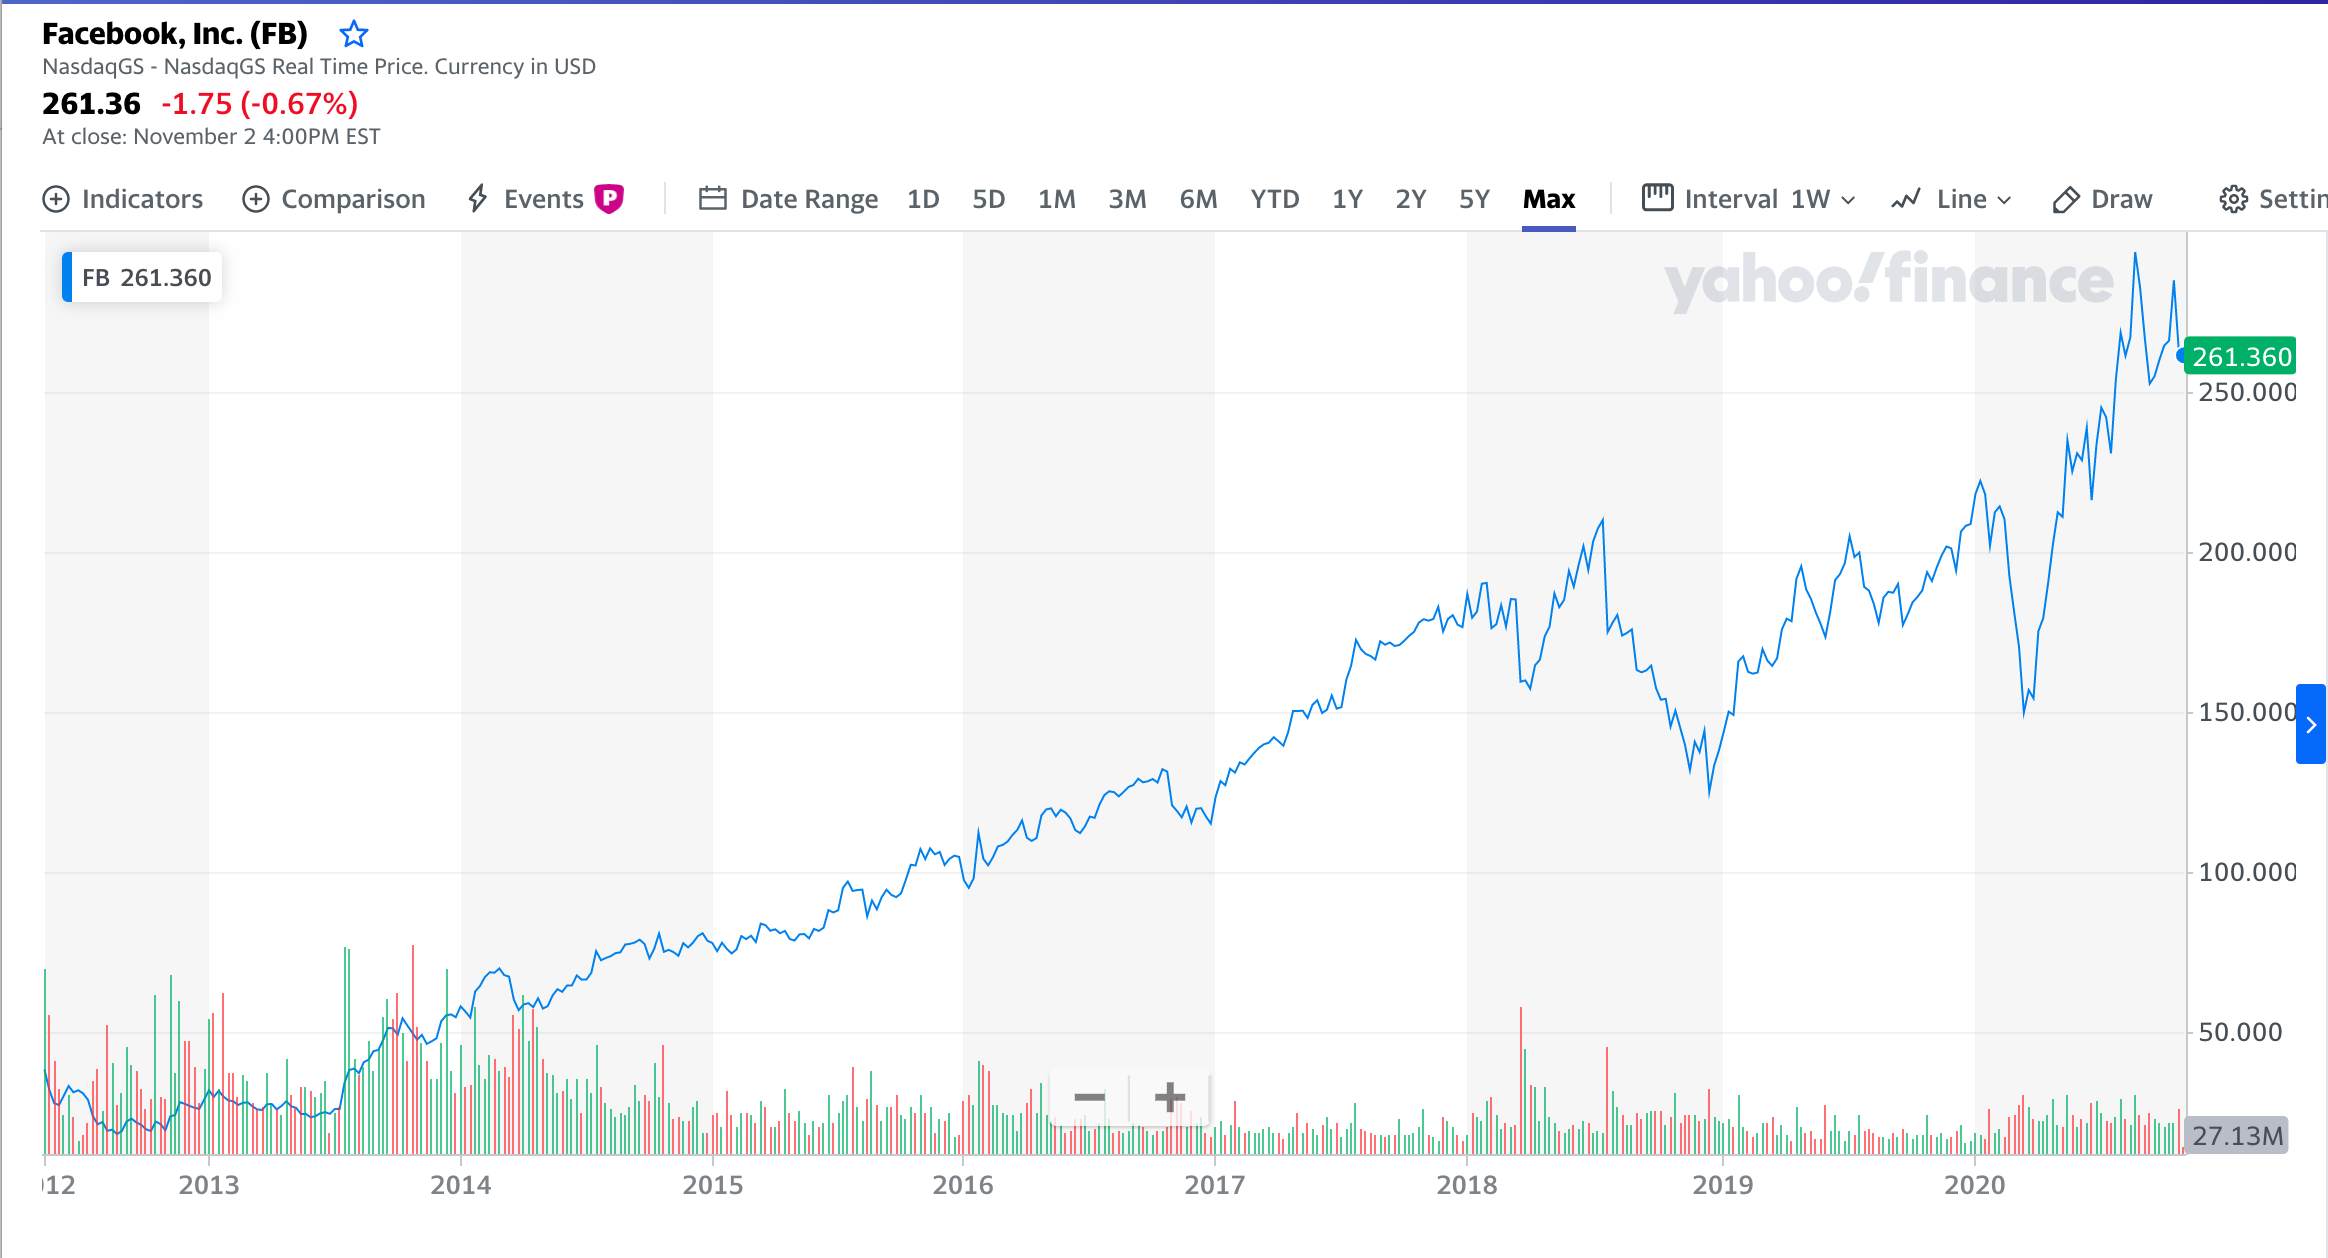 Facebook, Inc. (FB)
NasdaqGS - NasdaqGS Real Time Price. Currency in USD
261.36 -1.75 (-0.67%)
At close: November 2 4:00PM EST
Indicators Comparison Events P Date Range 1D 5D 1M 3M 6M YTD 1Y 2Y 5Y Max Interval 1W Line Draw Settin
FB 261.360
yahoo!finance
261.360
250.000
200.000
150.000
100.000
50.000
27.13M
12 2013 2014 2015 2016 2017 2018 2019 2020